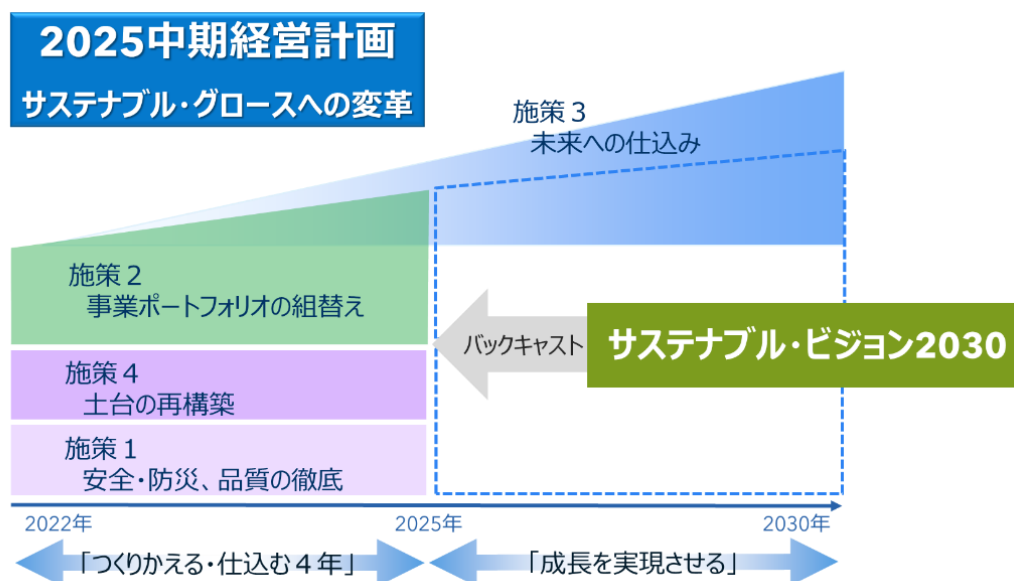 2025中期経営計画
サステナブル・グロースへの変革
施策３
未来への仕込み
施策２
事業ポートフォリオの組替え
バックキャスト
サステナブル・ビジョン2030
施策４
土台の再構築
施策１
安全・防災、品質の徹底
2022年
2025年
2030年
「つくりかえる・仕込む４年」
「成長を実現させる」